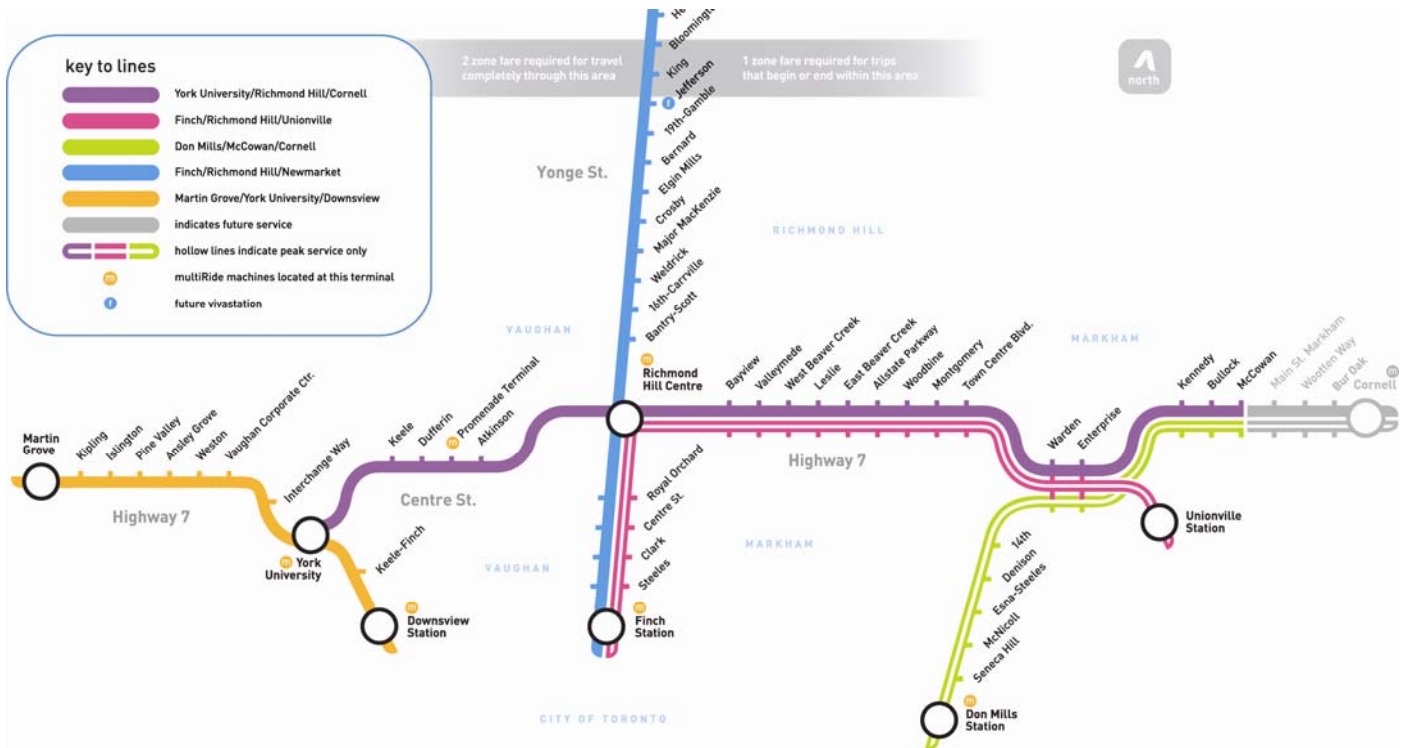 key to lines
York University/Richmond Hill/Cornell
Finch/Richmond Hill/Unionville
Don Mills/McCowan/Cornell
Finch/Richmond Hill/Newmarket
Martin Grove/York University/Downsview
indicates future service
hollow lines indicate peak service only
m
multiRide machines located at this terminal
f
future vivastation
2 zone fare required for travel
completely through this area
1 zone fare required for trips
that begin or end within this area
north
Bloomington
King
f
Jefferson
19th-Gamble
Bernard
Elgin Mills
Crosby
Major MacKenzie
Weldrick
16th-Carrville
Bantry-Scott
Yonge St.
RICHMOND HILL
VAUGHAN
MARKHAM
m
Richmond
Hill Centre
Bayview
Valleymede
West Beaver Creek
Leslie
East Beaver Creek
Allstate Parkway
Woodbine
Montgomery
Town Centre Blvd.
Warden
Enterprise
Kennedy
Bullock
McCowan
Main St. Markham
Wootten Way
Bur Oak
Cornell
m
Martin
Grove
Kipling
Islington
Pine Valley
Ansley Grove
Weston
Vaughan Corporate Ctr.
Interchange Way
Keele
Dufferin
m
Promenade Terminal
Atkinson
Highway 7
Centre St.
Highway 7
Royal Orchard
Centre St.
Clark
Steeles
VAUGHAN
MARKHAM
m
York
University
Keele-Finch
m
Downsview
Station
m
Finch
Station
Unionville
Station
14th
Denison
Esna-Steeles
McNicoll
Seneca Hill
m
Don Mills
Station
CITY OF TORONTO